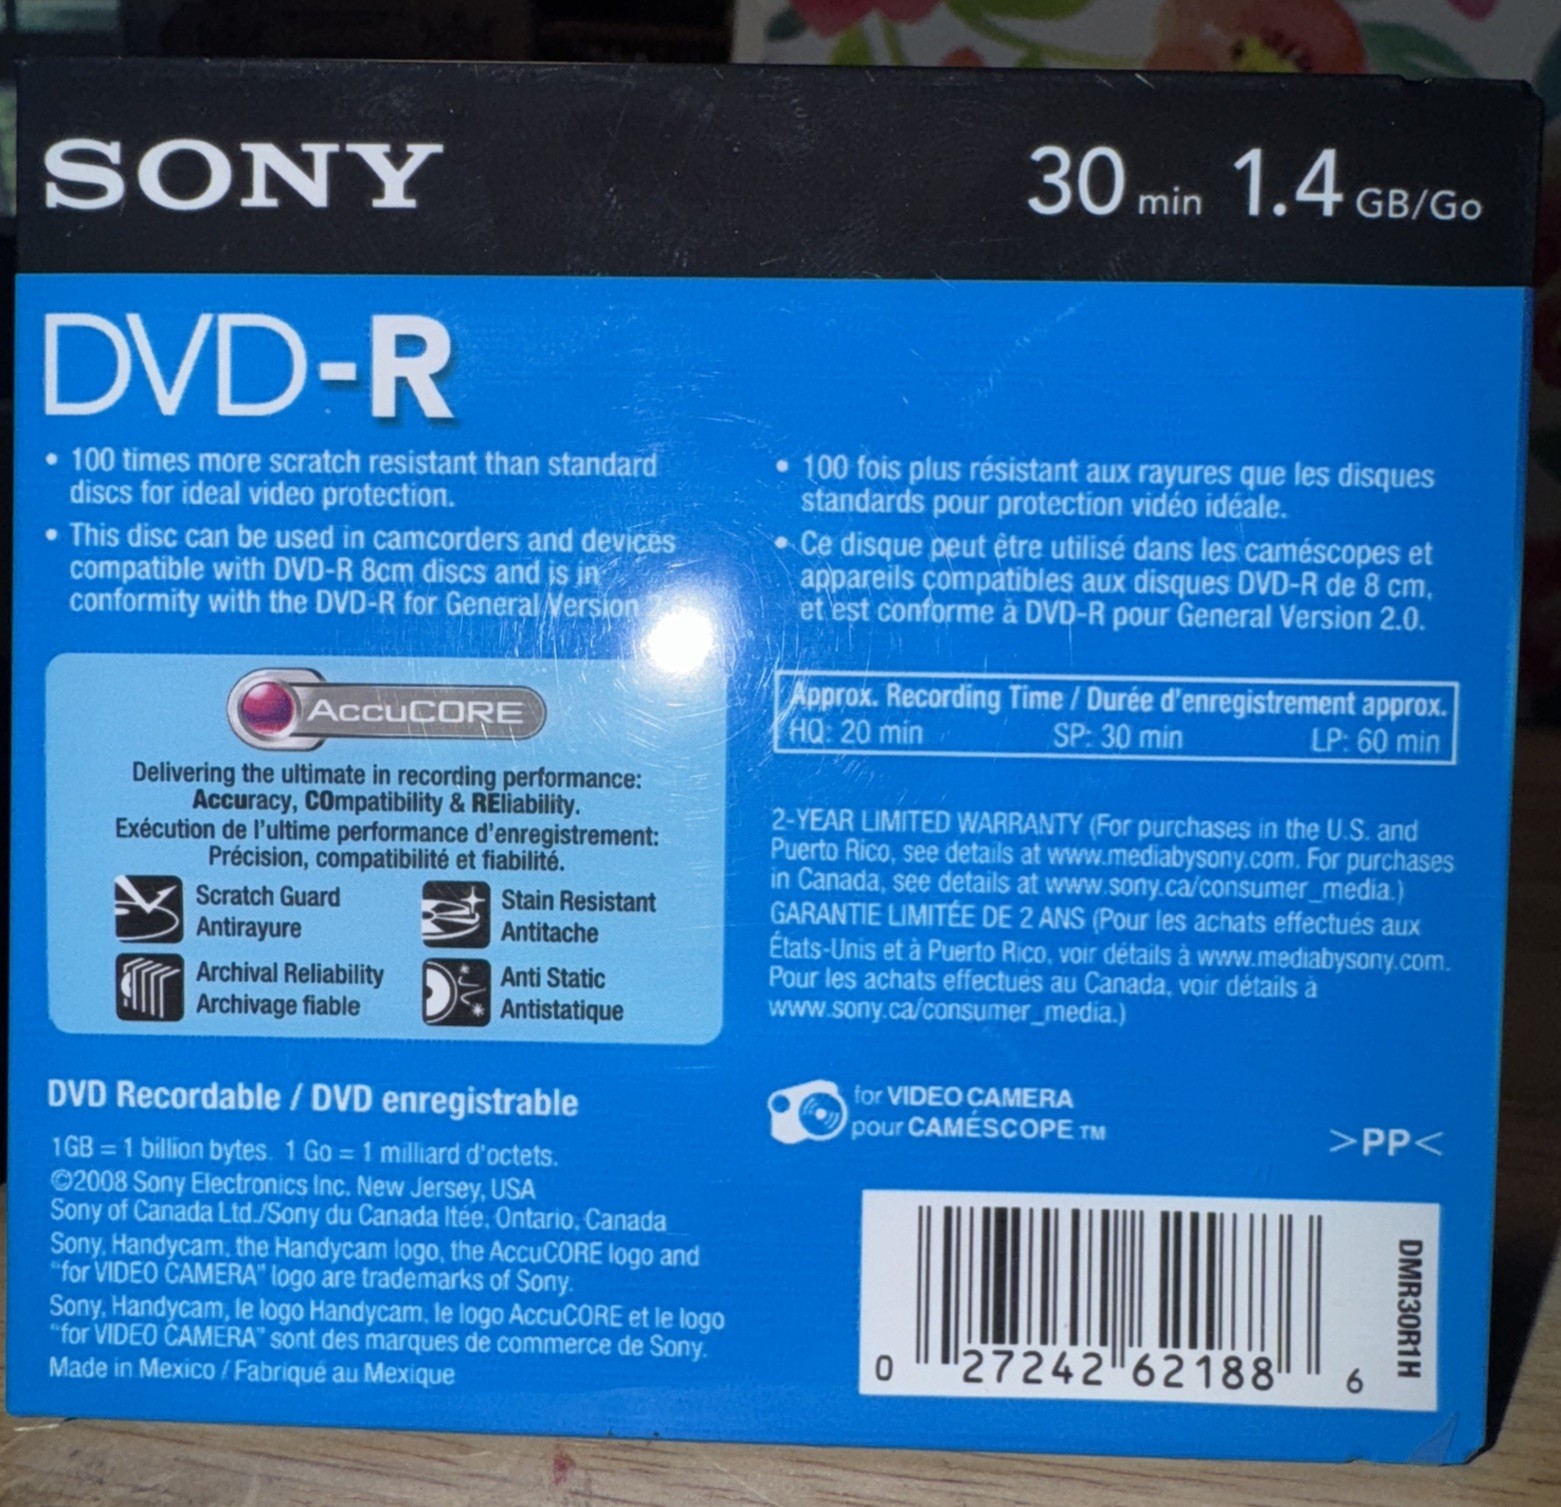 SONY
30 min 1.4 GB/Go
DVD-R
• 100 times more scratch resistant than standard
discs for ideal video protection.
• This disc can be used in camcorders and devices
compatible with DVD-R 8cm discs and is in
conformity with the DVD-R for General Version
• 100 fois plus résistant aux rayures que les disques
standards pour protection vidéo idéale.
• Ce disque peut être utilisé dans les caméscopes et
appareils compatibles aux disques DVD-R de 8 cm,
et est conforme à DVD-R pour General Version 2.0.
AccuCORE
Delivering the ultimate in recording performance:
Accuracy, COmpatibility & REliability.
Exécution de l'ultime performance d'enregistrement:
Précision, compatibilité et fiabilité.
Scratch Guard
Antirayure
Stain Resistant
Antitache
Archival Reliability
Archivage fiable
Anti Static
Antistatique
Approx. Recording Time / Durée d'enregistrement approx.
HQ: 20 min SP: 30 min LP: 60 min
2-YEAR LIMITED WARRANTY (For purchases in the U.S. and
Puerto Rico, see details at www.mediabysony.com. For purchases
in Canada, see details at www.sony.ca/consumer_media.)
GARANTIE LIMITÉE DE 2 ANS (Pour les achats effectués aux
États-Unis et à Puerto Rico, voir détails à www.mediabysony.com.
Pour les achats effectués au Canada, voir détails à
www.sony.ca/consumer_media.)
DVD Recordable / DVD enregistrable
1GB = 1 billion bytes. 1 Go = 1 milliard d'octets.
©2008 Sony Electronics Inc. New Jersey, USA
Sony of Canada Ltd./Sony du Canada ltée, Ontario, Canada
Sony, Handycam, the Handycam logo, the AccuCORE logo and
"for VIDEO CAMERA" logo are trademarks of Sony.
Sony, Handycam, le logo Handycam, le logo AccuCORE et le logo
"for VIDEO CAMERA" sont des marques de commerce de Sony.
Made in Mexico / Fabriqué au Mexique
for VIDEO CAMERA
pour CAMÉSCOPE TM
>PP<
0 27242 62188 6
DMR30R1H